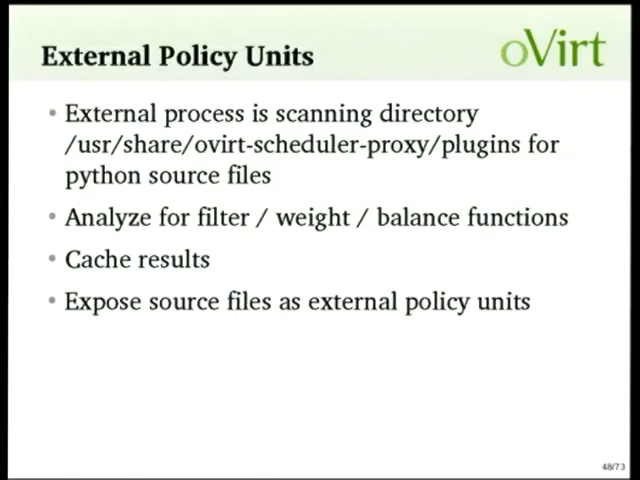 External Policy Units
oVirt
• External process is scanning directory
/usr/share/ovirt-scheduler-proxy/plugins for
python source files
• Analyze for filter / weight / balance functions
• Cache results
• Expose source files as external policy units
48/73